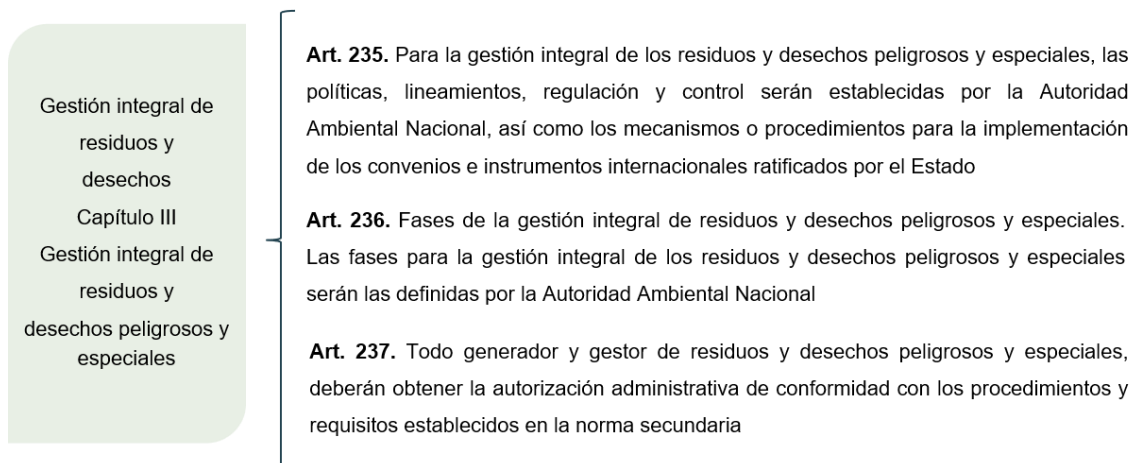 Gestión integral de
residuos y
desechos
Capítulo III
Gestión integral de
residuos y
desechos peligrosos y
especiales
Art. 235. Para la gestión integral de los residuos y desechos peligrosos y especiales, las
políticas, lineamientos, regulación y control serán establecidas por la Autoridad
Ambiental Nacional, así como los mecanismos o procedimientos para la implementación
de los convenios e instrumentos internacionales ratificados por el Estado
Art. 236. Fases de la gestión integral de residuos y desechos peligrosos y especiales.
Las fases para la gestión integral de los residuos y desechos peligrosos y especiales
serán las definidas por la Autoridad Ambiental Nacional
Art. 237. Todo generador y gestor de residuos y desechos peligrosos y especiales,
deberán obtener la autorización administrativa de conformidad con los procedimientos y
requisitos establecidos en la norma secundaria